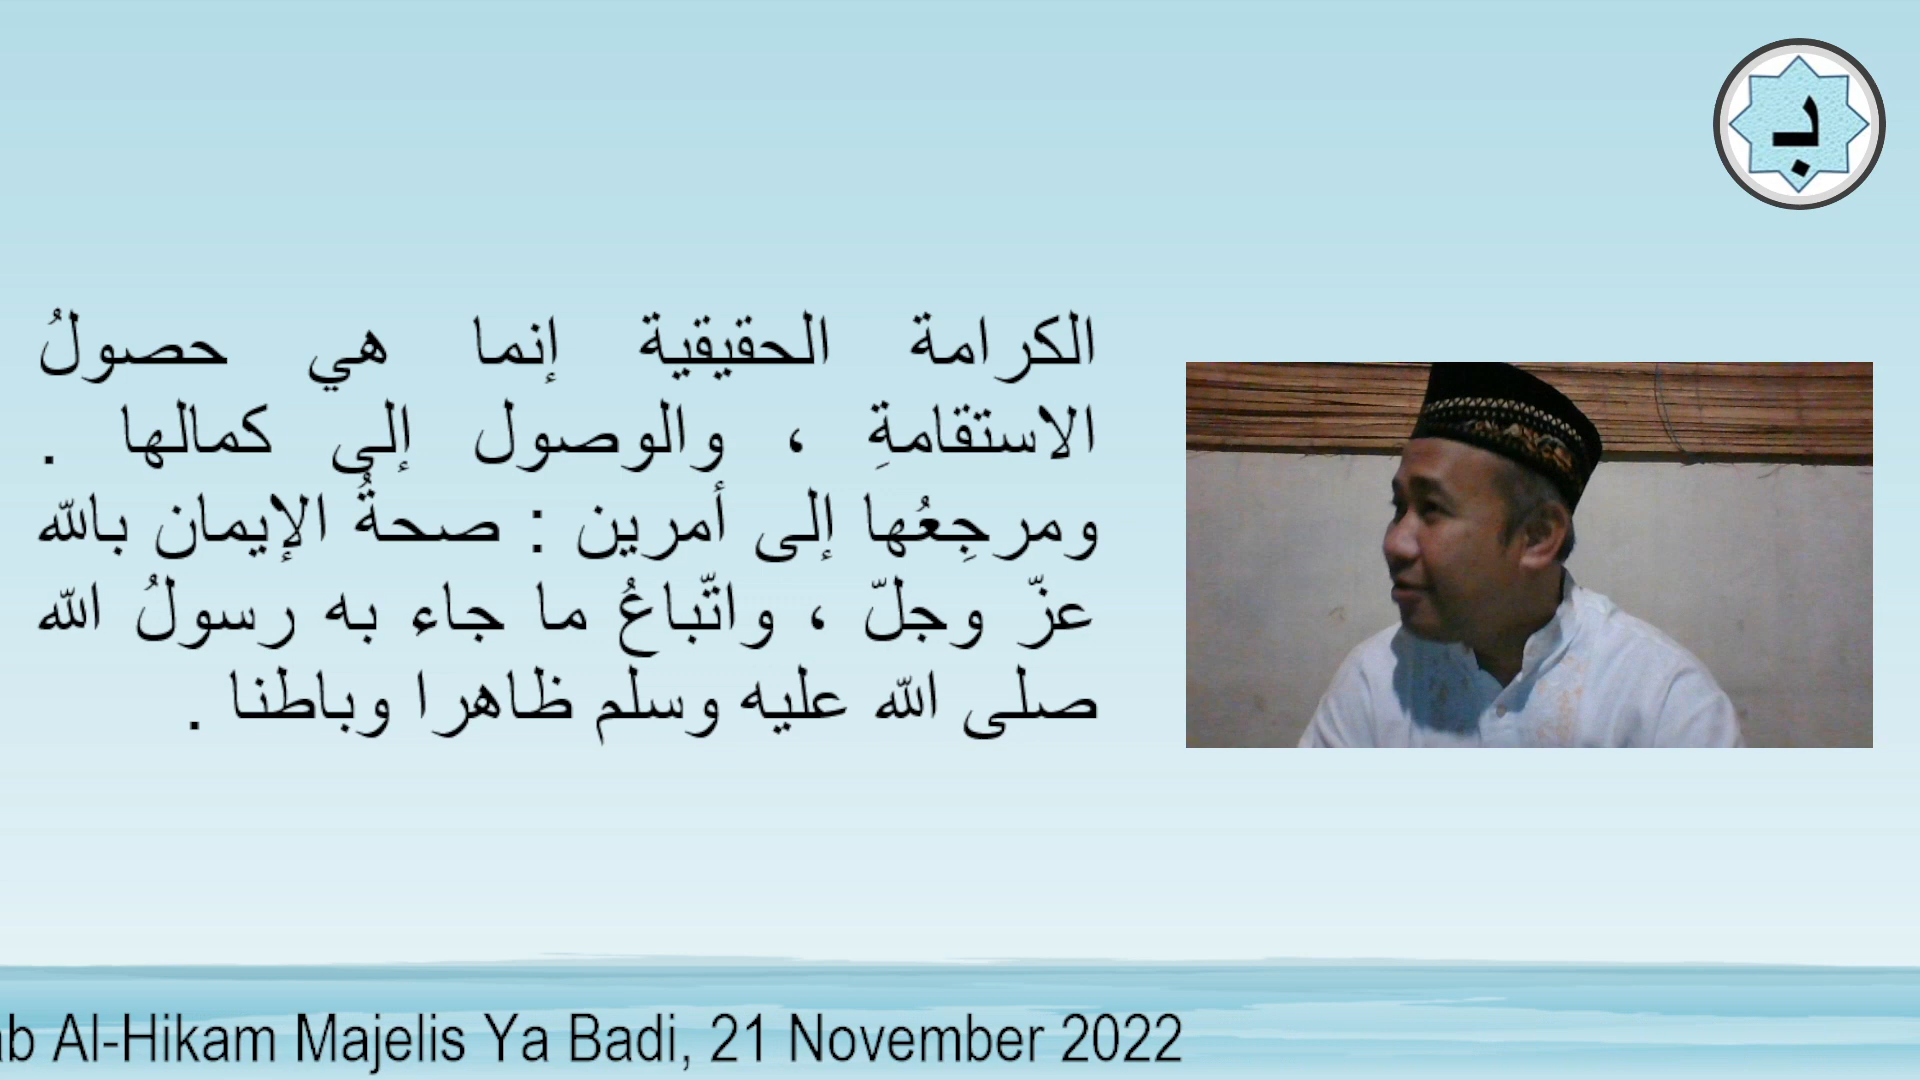 ب
الكرامة الحقيقية إنما هي حصولُ
الاستقامةِ ، والوصول إلى كمالها .
ومرجِعُها إلى أمرين : صحةُ الإيمان بالله
عزّ وجلّ ، واتّباعُ ما جاء به رسولُ الله
صلى الله عليه وسلم ظاهرا وباطنا .
ab Al-Hikam Majelis Ya Badi, 21 November 2022